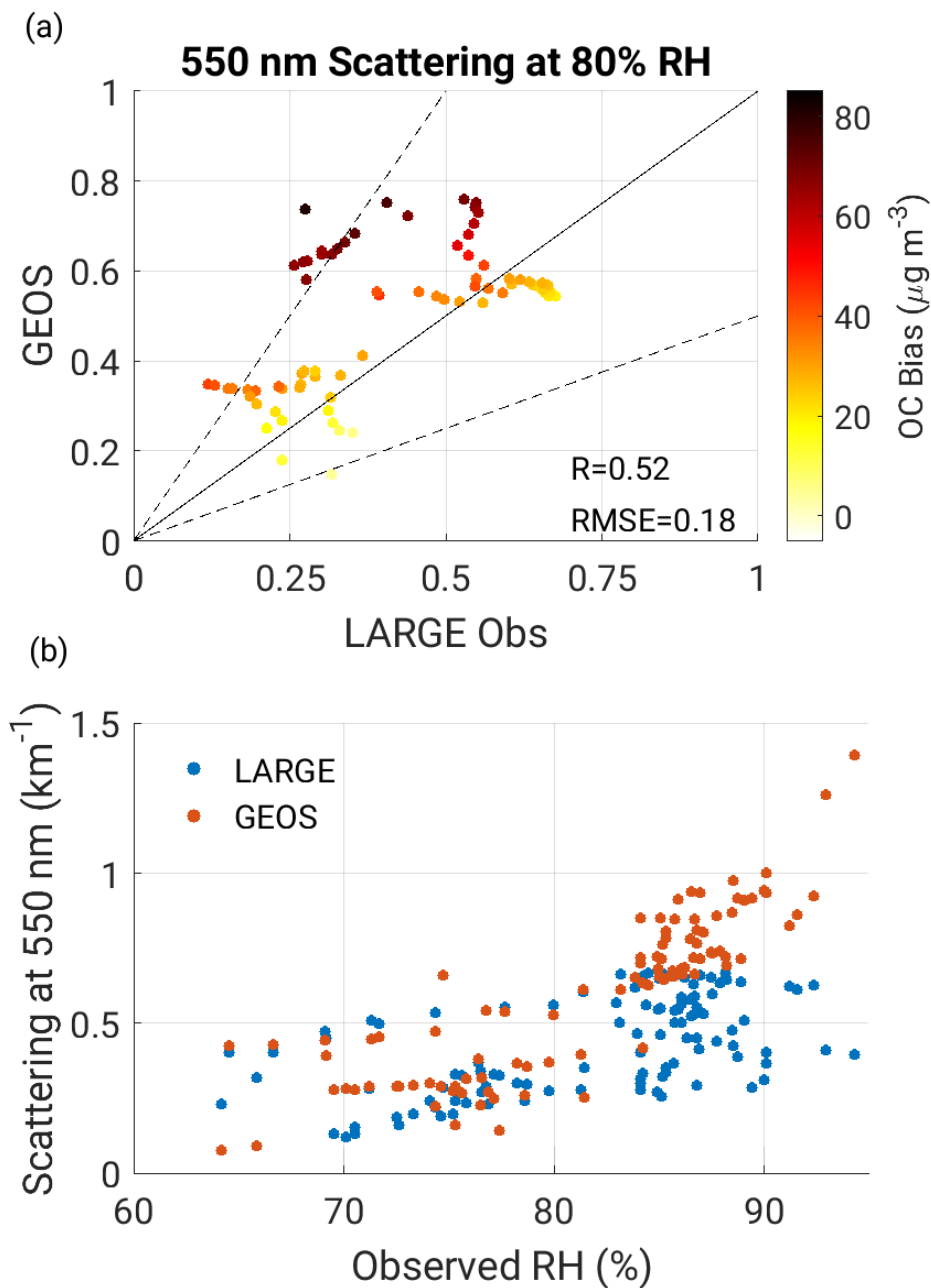 (a)
550 nm Scattering at 80% RH
1
0.8
0.6
0.4
0.2
0
GEOS
0
0.25
0.5
0.75
1
LARGE Obs
R=0.52
RMSE=0.18
80
60
40
20
0
OC Bias (μg m⁻³)
(b)
1.5
1
0.5
0
Scattering at 550 nm (km⁻¹)
LARGE
GEOS
60
70
80
90
Observed RH (%)